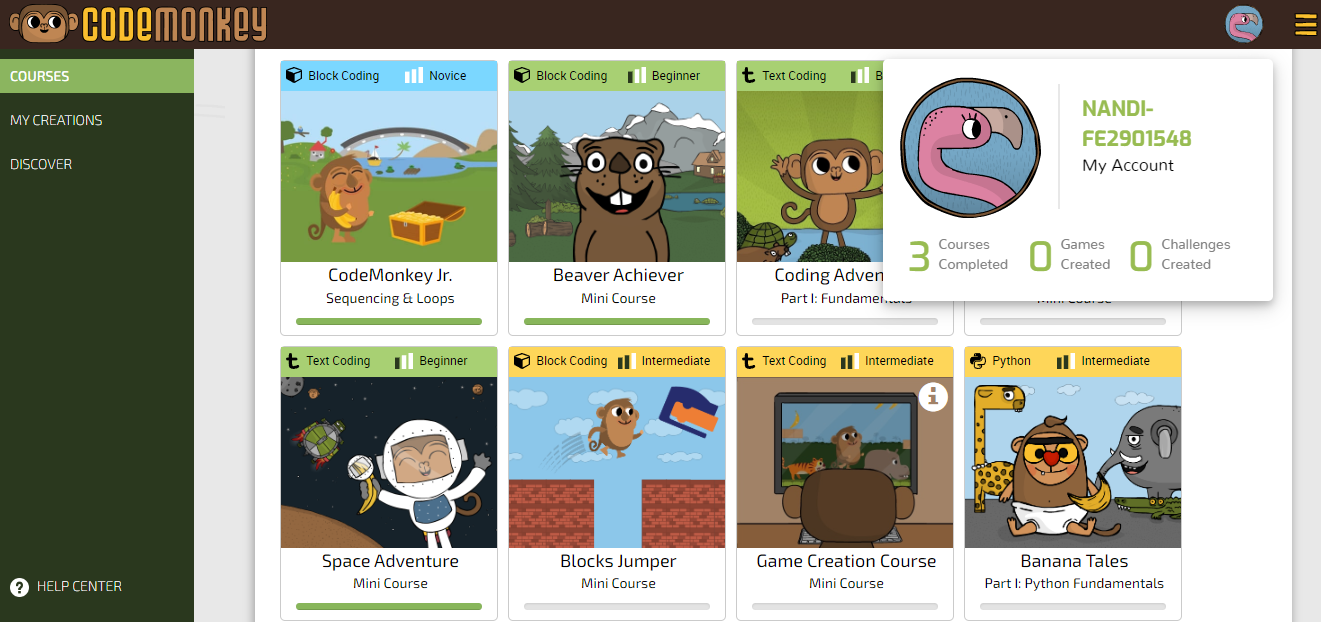 CODEMONKEY
COURSES
MY CREATIONS
DISCOVER
HELP CENTER
Block Coding Novice
CodeMonkey Jr.
Sequencing & Loops
Block Coding Beginner
Beaver Achiever
Mini Course
Text Coding B
Coding Adven
Part I: Fundamentals
Mini Course
NANDI-
FE2901548
My Account
3 Courses
Completed
0 Games
Created
0 Challenges
Created
Text Coding Beginner
Space Adventure
Mini Course
Block Coding Intermediate
Blocks Jumper
Mini Course
Text Coding Intermediate
Game Creation Course
Mini Course
Python Intermediate
Banana Tales
Part I: Python Fundamentals